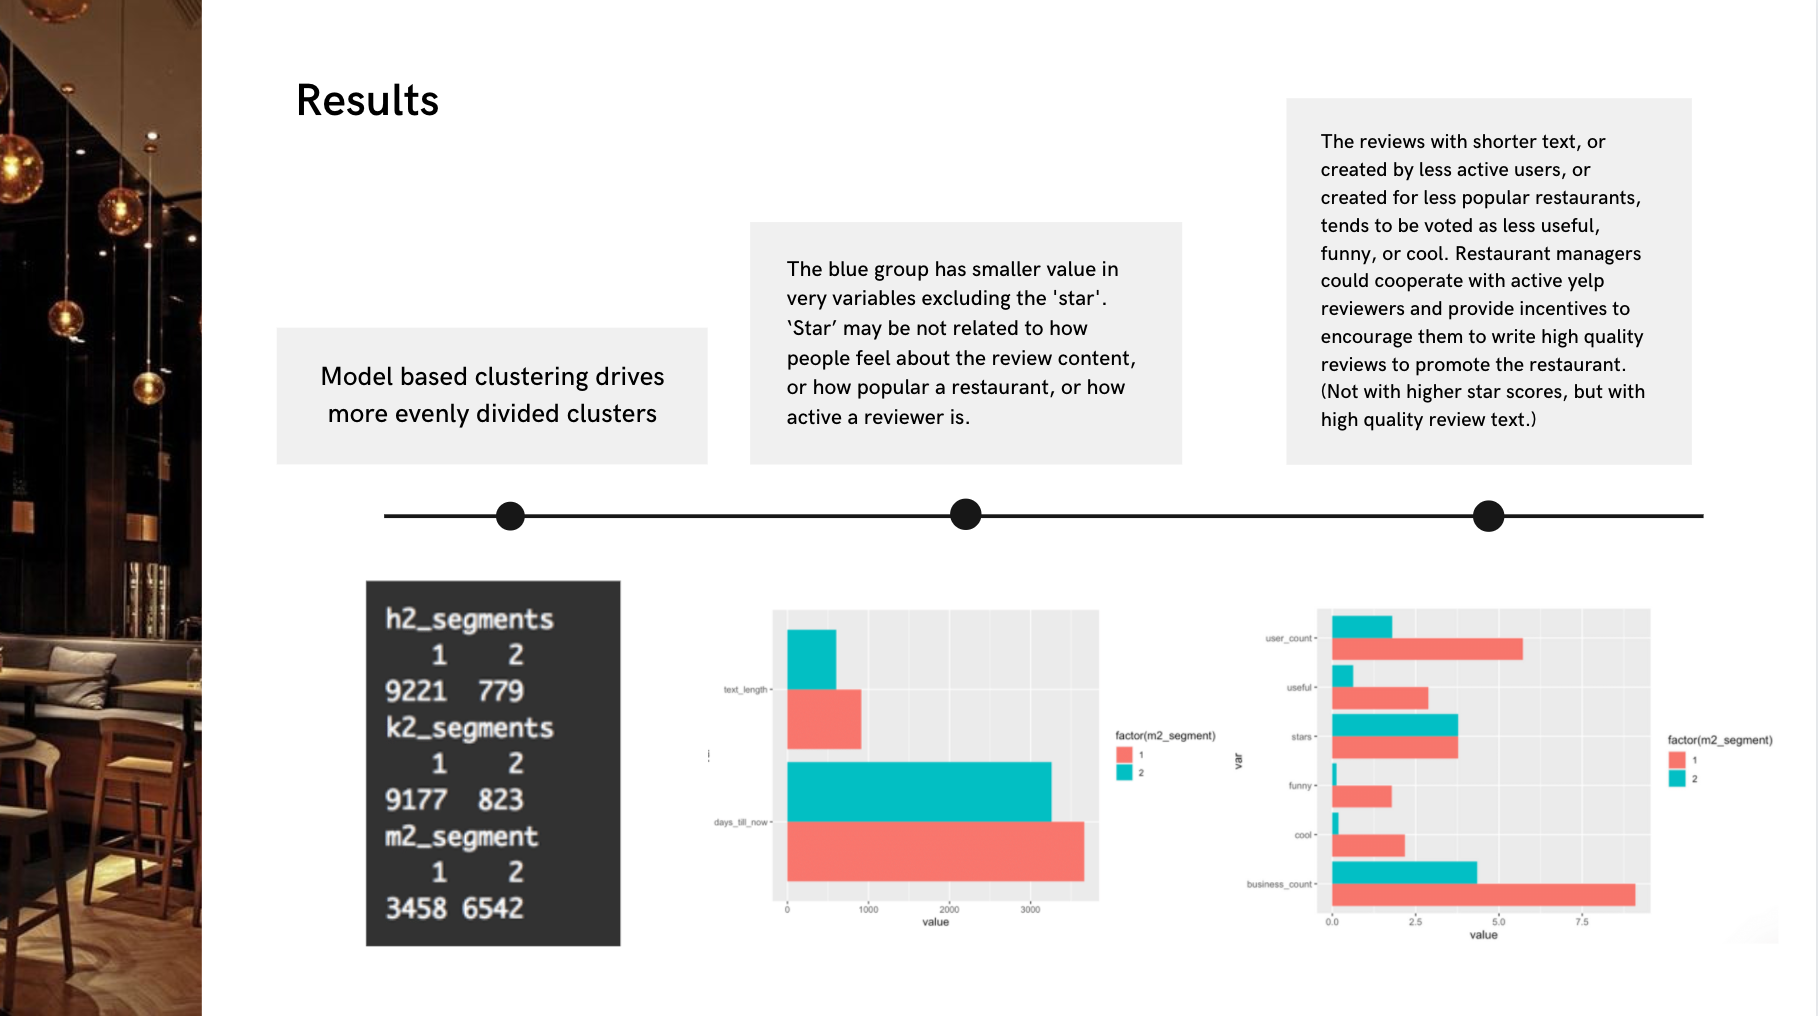 Results
Model based clustering drives
more evenly divided clusters
The blue group has smaller value in
very variables excluding the 'star'.
‘Star’ may be not related to how
people feel about the review content,
or how popular a restaurant, or how
active a reviewer is.
The reviews with shorter text, or
created by less active users, or
created for less popular restaurants,
tends to be voted as less useful,
funny, or cool. Restaurant managers
could cooperate with active yelp
reviewers and provide incentives to
encourage them to write high quality
reviews to promote the restaurant.
(Not with higher star scores, but with
high quality review text.)
h2_segments
1 2
9221 779
k2_segments
1 2
9177 823
m2_segment
1 2
3458 6542
text_length
days_till_now
0 1000 2000 3000
value
factor(m2_segment)
1
2
var
user_count
useful
stars
funny
cool
business_count
0.0 2.5 5.0 7.5
value
factor(m2_segment)
1
2